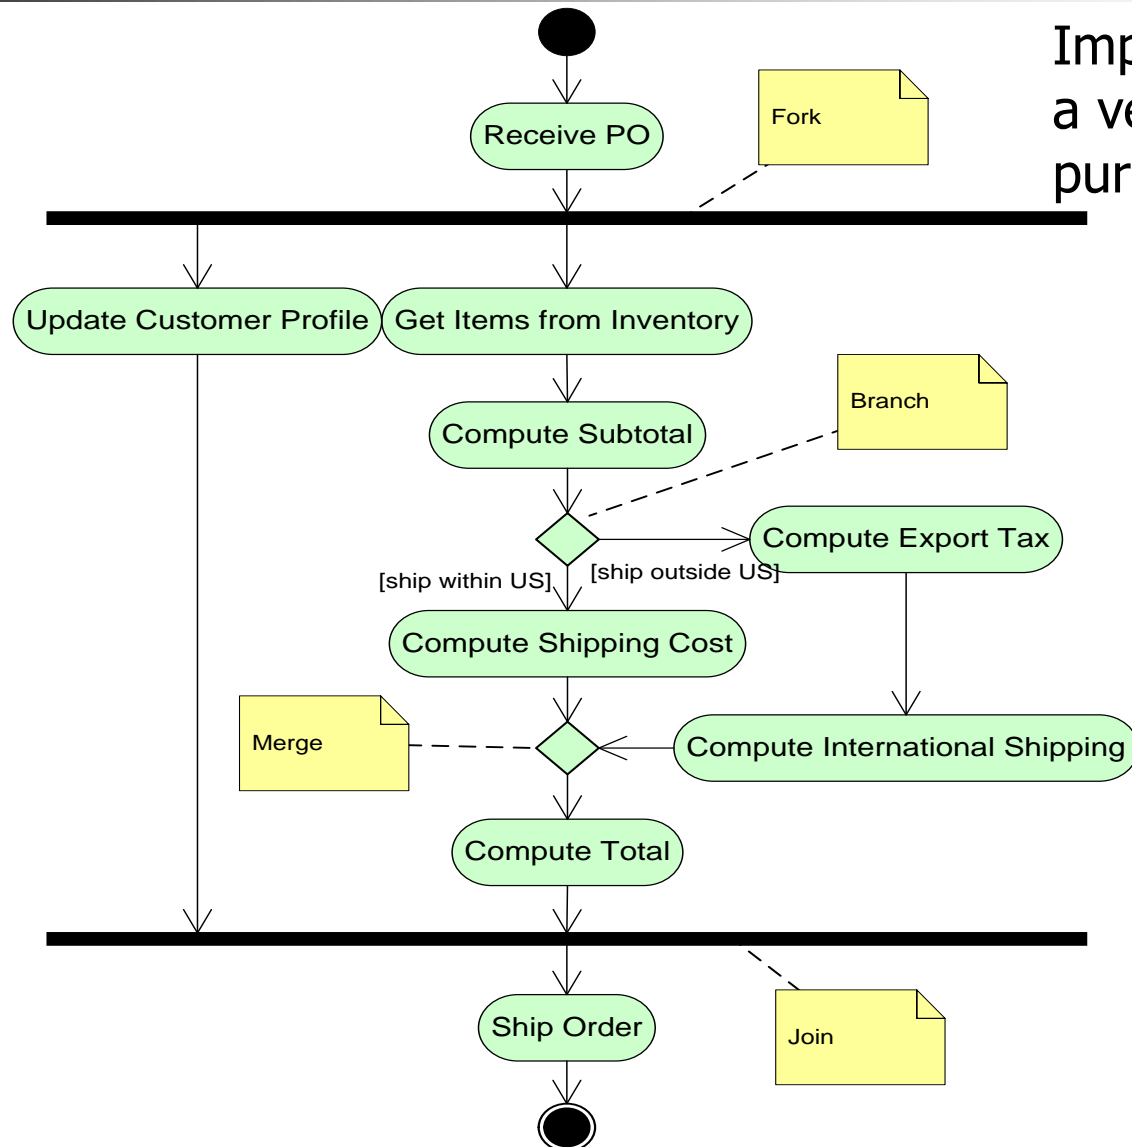 Fork
Receive PO
Update Customer Profile
Get Items from Inventory
Branch
Compute Subtotal
Compute Export Tax
[ship within US]
[ship outside US]
Compute Shipping Cost
Merge
Compute International Shipping
Compute Total
Ship Order
Join
a